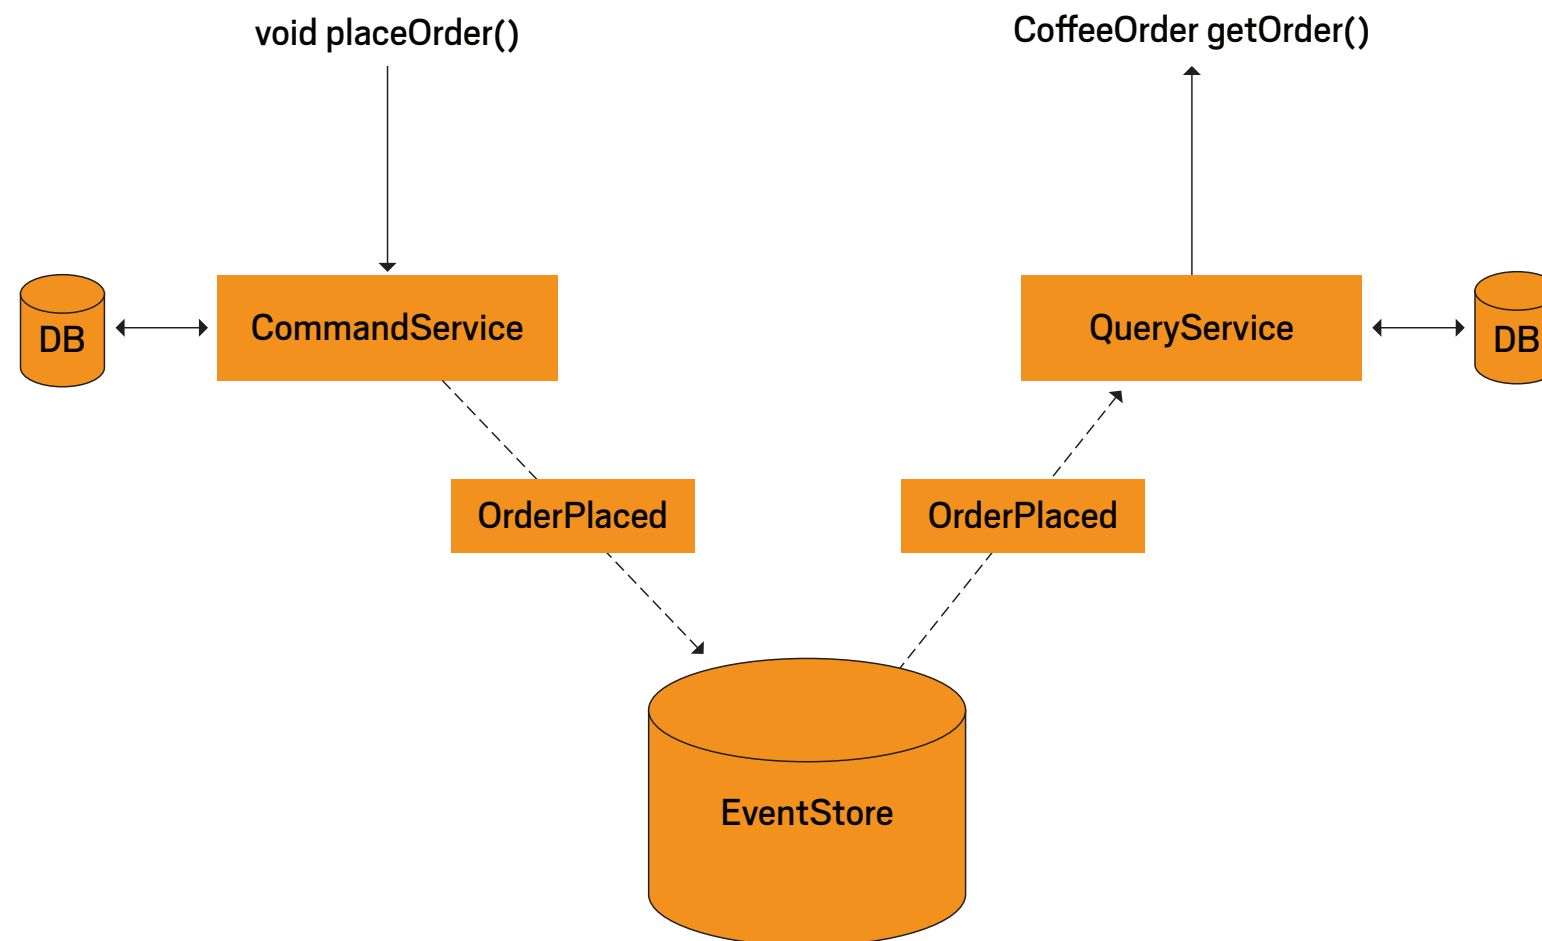 void placeOrder()
CoffeeOrder getOrder()
DB
CommandService
QueryService
DB
OrderPlaced
OrderPlaced
EventStore